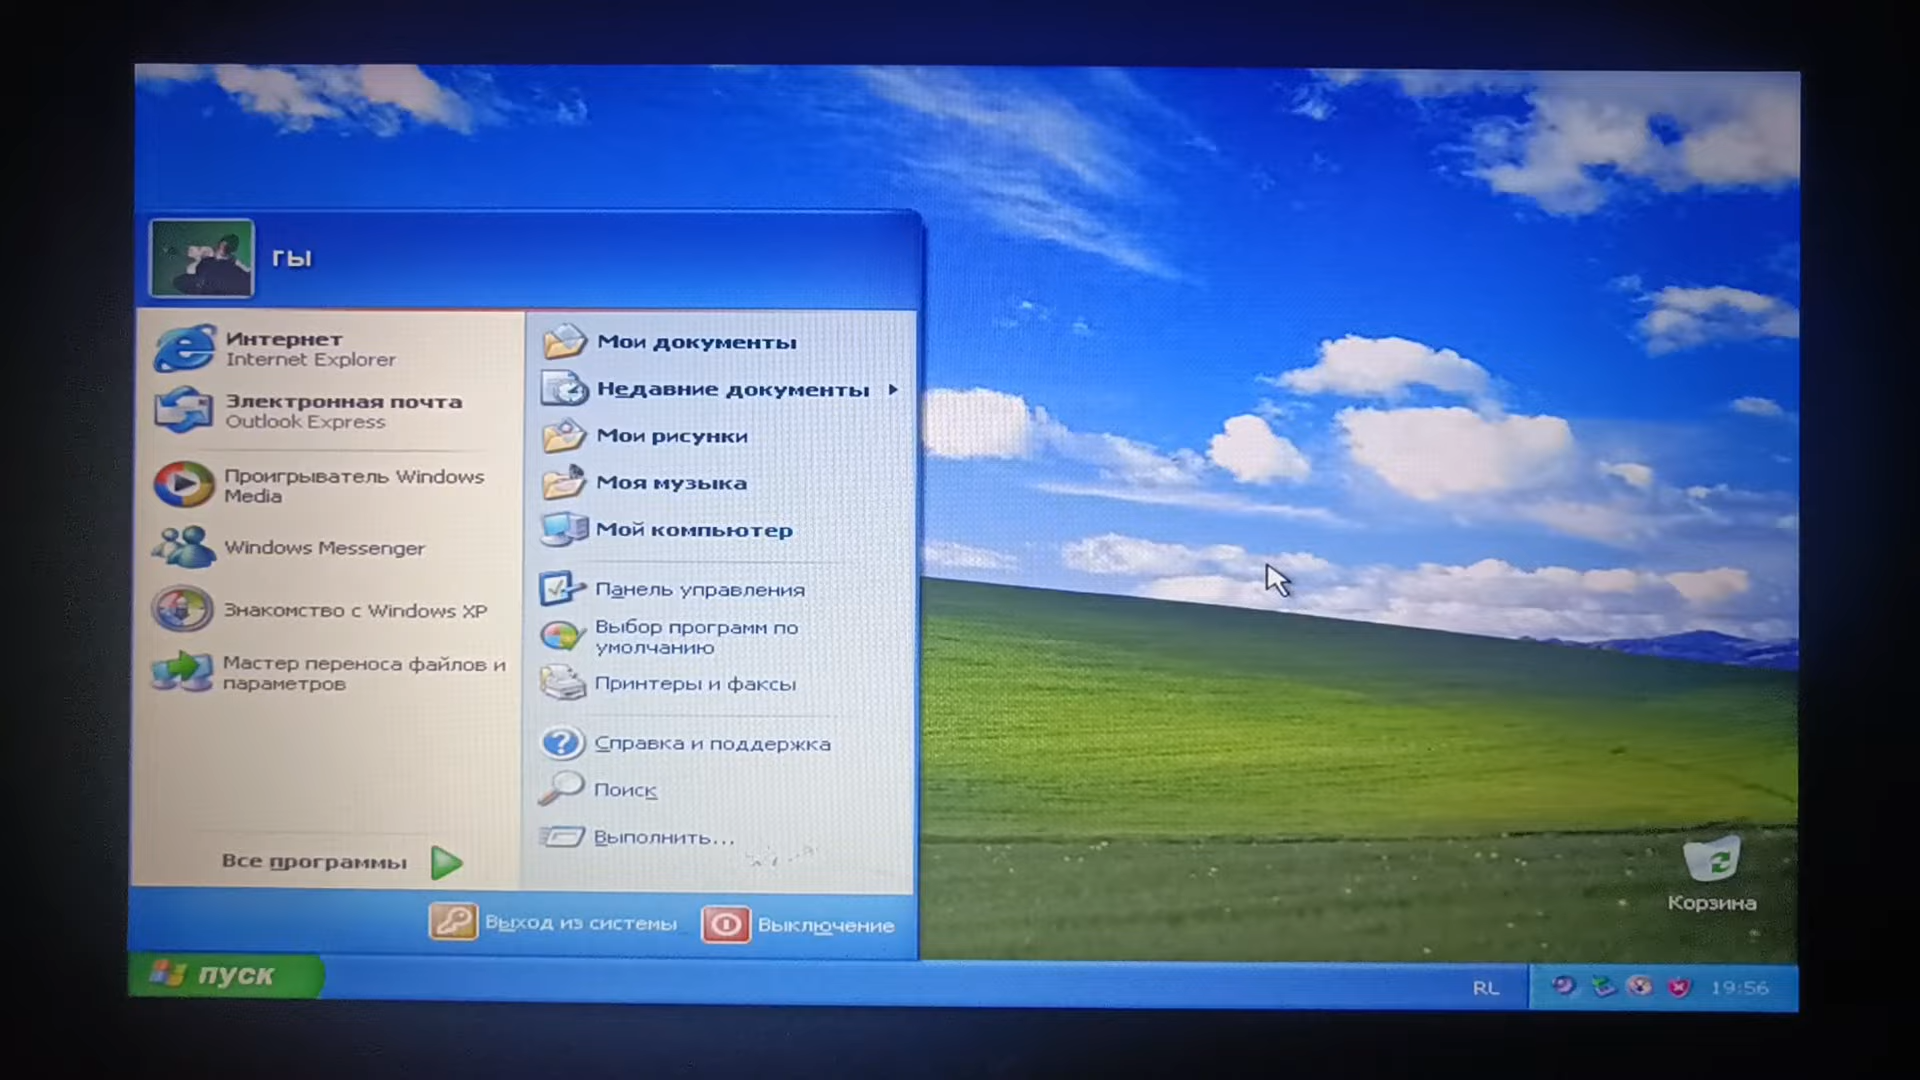 гы
Интернет
Internet Explorer
Электронная почта
Outlook Express
Проигрыватель Windows
Media
Windows Messenger
Знакомство с Windows XP
Мастер переноса файлов и
параметров
Все программы
Мои документы
Недавние документы
Мои рисунки
Моя музыка
Мой компьютер
Панель управления
Выбор программ по
умолчанию
Принтеры и факсы
Справка и поддержка
Поиск
Выполнить...
Выход из системы
Выключение
Корзина
пуск
RL
19:56